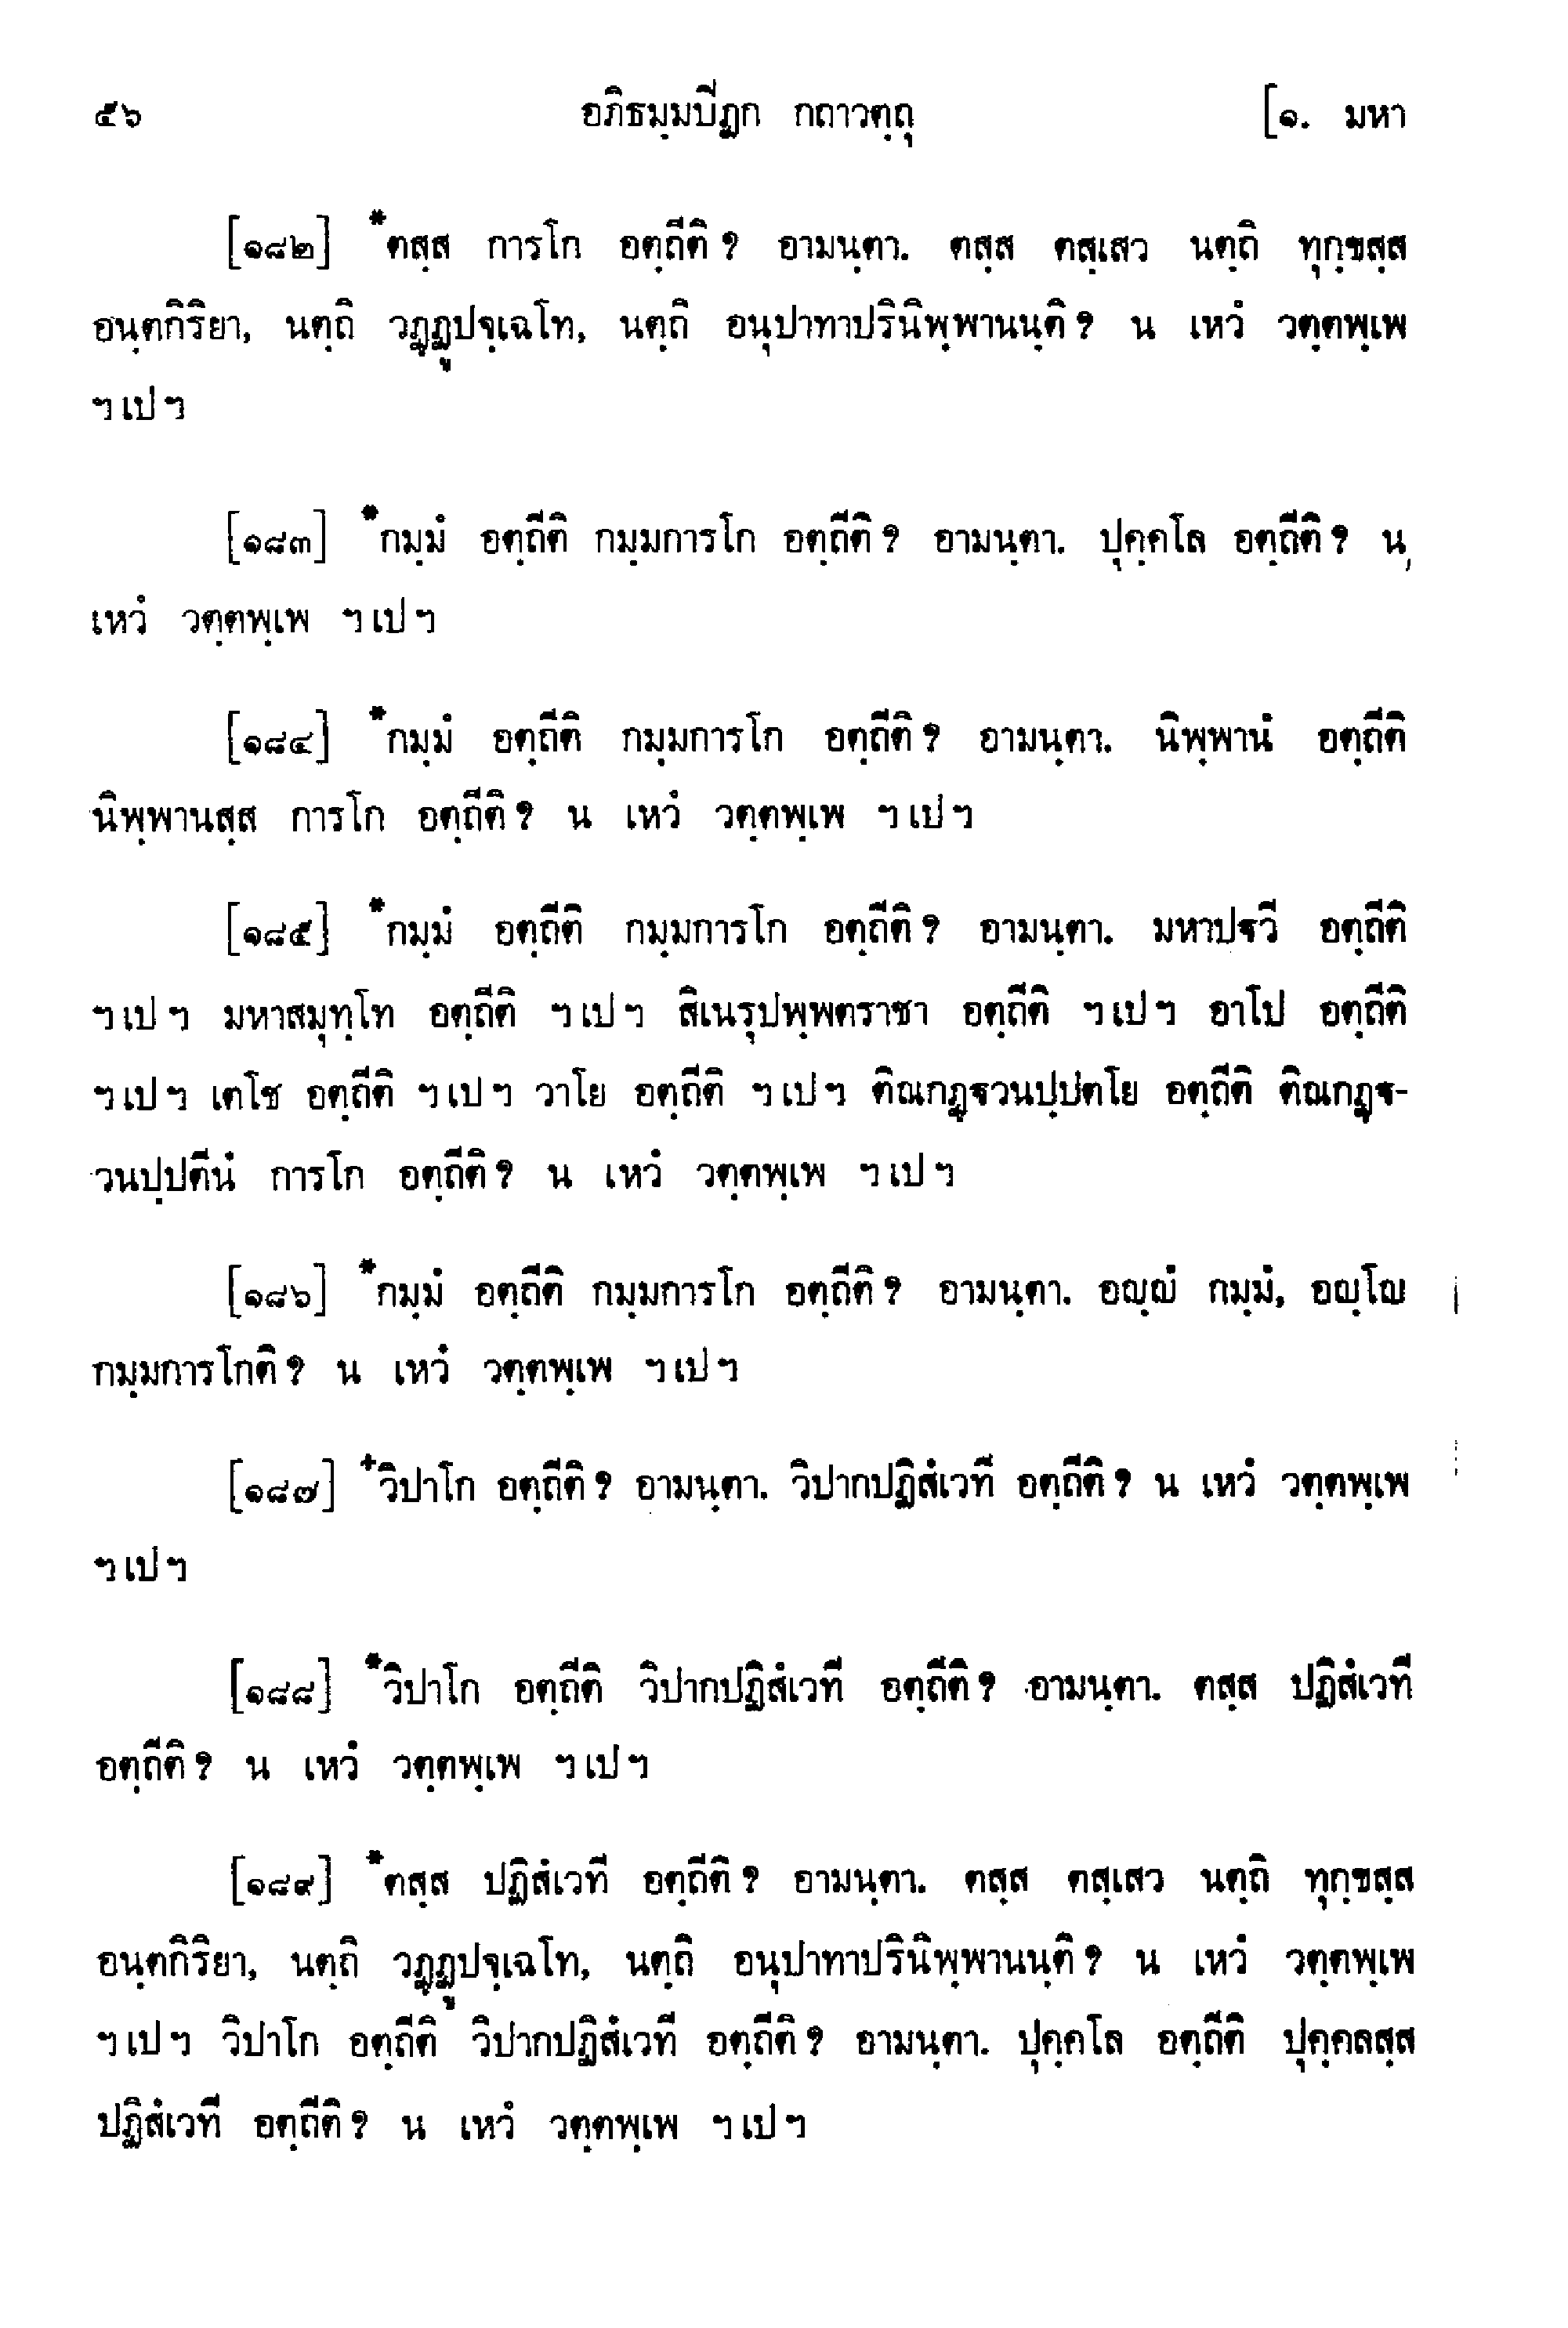 ๕๖ อภิธมฺมปิฏก กถาวตฺถุ [๑. มหา
[๑๘๒] *ตสฺส การโก อตฺถีติ ? อามนฺตา. ตสฺส ตสฺเสว นตฺถิ ทุกฺขสฺส
อนฺตกิริยา, นตฺถิ วฏฺฏูปจฺเฉโท, นตฺถิ อนุปาทาปรินิพฺพานนฺติ ? น เหวํ วตฺตพฺเพ
ฯ เป ฯ
[๑๘๓] *กมฺมํ อตฺถีติ กมฺมการโก อตฺถีติ ? อามนฺตา. ปุคฺคโล อตฺถีติ ? น
เหวํ วตฺตพฺเพ ฯ เป ฯ
[๑๘๔] *กมฺมํ อตฺถีติ กมฺมการโก อตฺถีติ ? อามนฺตา. นิพฺพานํ อตฺถีติ
นิพฺพานสฺส การโก อตฺถีติ ? น เหวํ วตฺตพฺเพ ฯ เป ฯ
[๑๘๕] *กมฺมํ อตฺถีติ กมฺมการโก อตฺถีติ ? อามนฺตา. มหาปฐวี อตฺถีติ
ฯ เป ฯ มหาสมุทฺโท อตฺถีติ ฯ เป ฯ สิเนรุปพฺพตราชา อตฺถีติ ฯ เป ฯ อาโป อตฺถีติ
ฯ เป ฯ เตโช อตฺถีติ ฯ เป ฯ วาโย อตฺถีติ ฯ เป ฯ ติณกฏฺฐวนปฺปตโย อตฺถีติ ติณกฏฺฐ-
วนปฺปตีนํ การโก อตฺถีติ ? น เหวํ วตฺตพฺเพ ฯ เป ฯ
[๑๘๖] *กมฺมํ อตฺถีติ กมฺมการโก อตฺถีติ ? อามนฺตา. อญฺญํ กมฺมํ, อญฺโญ
กมฺมการโกติ ? น เหวํ วตฺตพฺเพ ฯ เป ฯ
[๑๘๗] +วิปาโก อตฺถีติ ? อามนฺตา. วิปากปฏิสํเวที อตฺถีติ ? น เหวํ วตฺตพฺเพ
ฯ เป ฯ
[๑๘๘] *วิปาโก อตฺถีติ วิปากปฏิสํเวที อตฺถีติ ? อามนฺตา. ตสฺส ปฏิสํเวที
อตฺถีติ ? น เหวํ วตฺตพฺเพ ฯ เป ฯ
[๑๘๙] *ตสฺส ปฏิสํเวที อตฺถีติ ? อามนฺตา. ตสฺส ตสฺเสว นตฺถิ ทุกฺขสฺส
อนฺตกิริยา, นตฺถิ วฏฺฏูปจฺเฉโท, นตฺถิ อนุปาทาปรินิพฺพานนฺติ ? น เหวํ วตฺตพฺเพ
ฯ เป ฯ วิปาโก อตฺถีติ วิปากปฏิสํเวที อตฺถีติ ? อามนฺตา. ปุคฺคโล อตฺถีติ ปุคฺคลสฺส
ปฏิสํเวที อตฺถีติ ? น เหวํ วตฺตพฺเพ ฯ เป ฯ